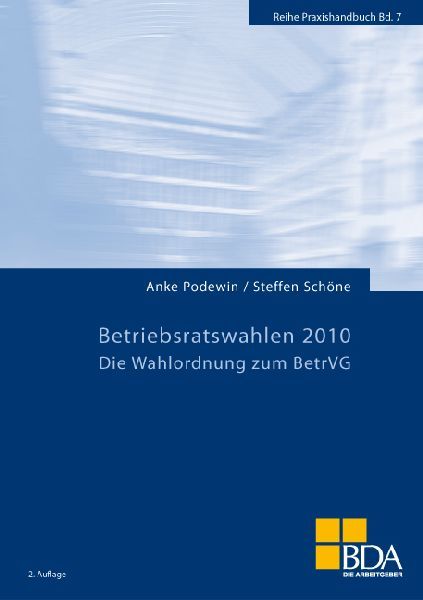 Reihe Praxishandbuch Bd. 7
Anke Podewin / Steffen Schöne
Betriebsratswahlen 2010
Die Wahlordnung zum BetrVG
BDA
DIE ARBEITGEBER
2. Auflage